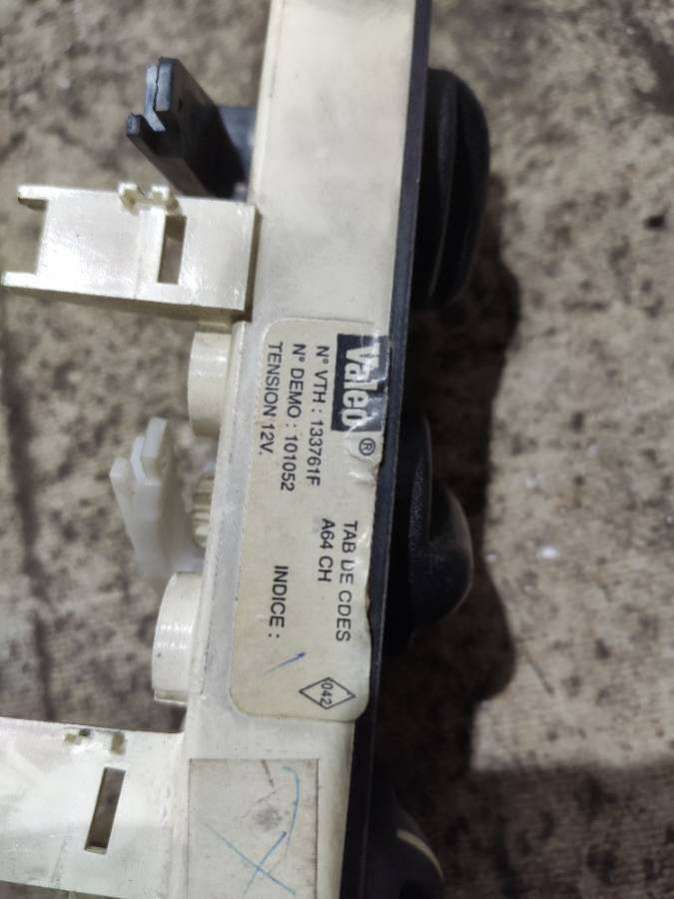 Valeo®
N° VTH : 133761F
N° DEMO : 101052
TENSION 12V.
TAB DE CDES
A64 CH
INDICE :
042